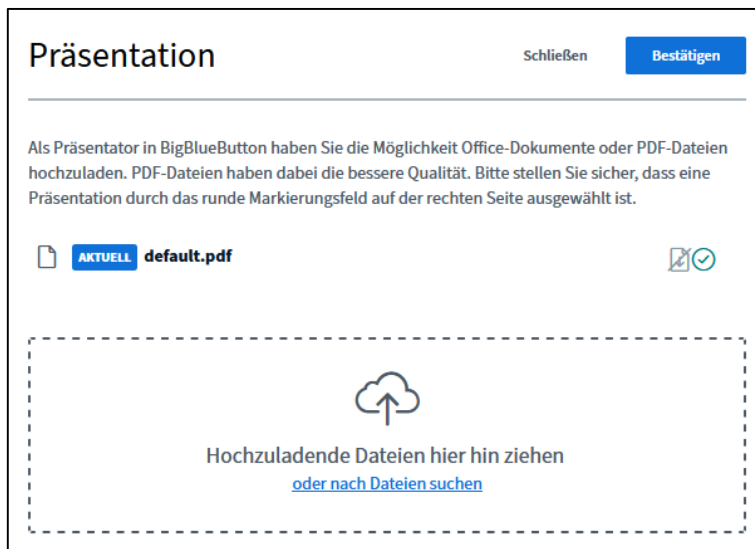 Präsentation
Schließen
Bestätigen
Als Präsentator in BigBlueButton haben Sie die Möglichkeit Office-Dokumente oder PDF-Dateien
hochzuladen. PDF-Dateien haben dabei die bessere Qualität. Bitte stellen Sie sicher, dass eine
Präsentation durch das runde Markierungsfeld auf der rechten Seite ausgewählt ist.
AKTUELL default.pdf
Hochzuladende Dateien hier hin ziehen
oder nach Dateien suchen